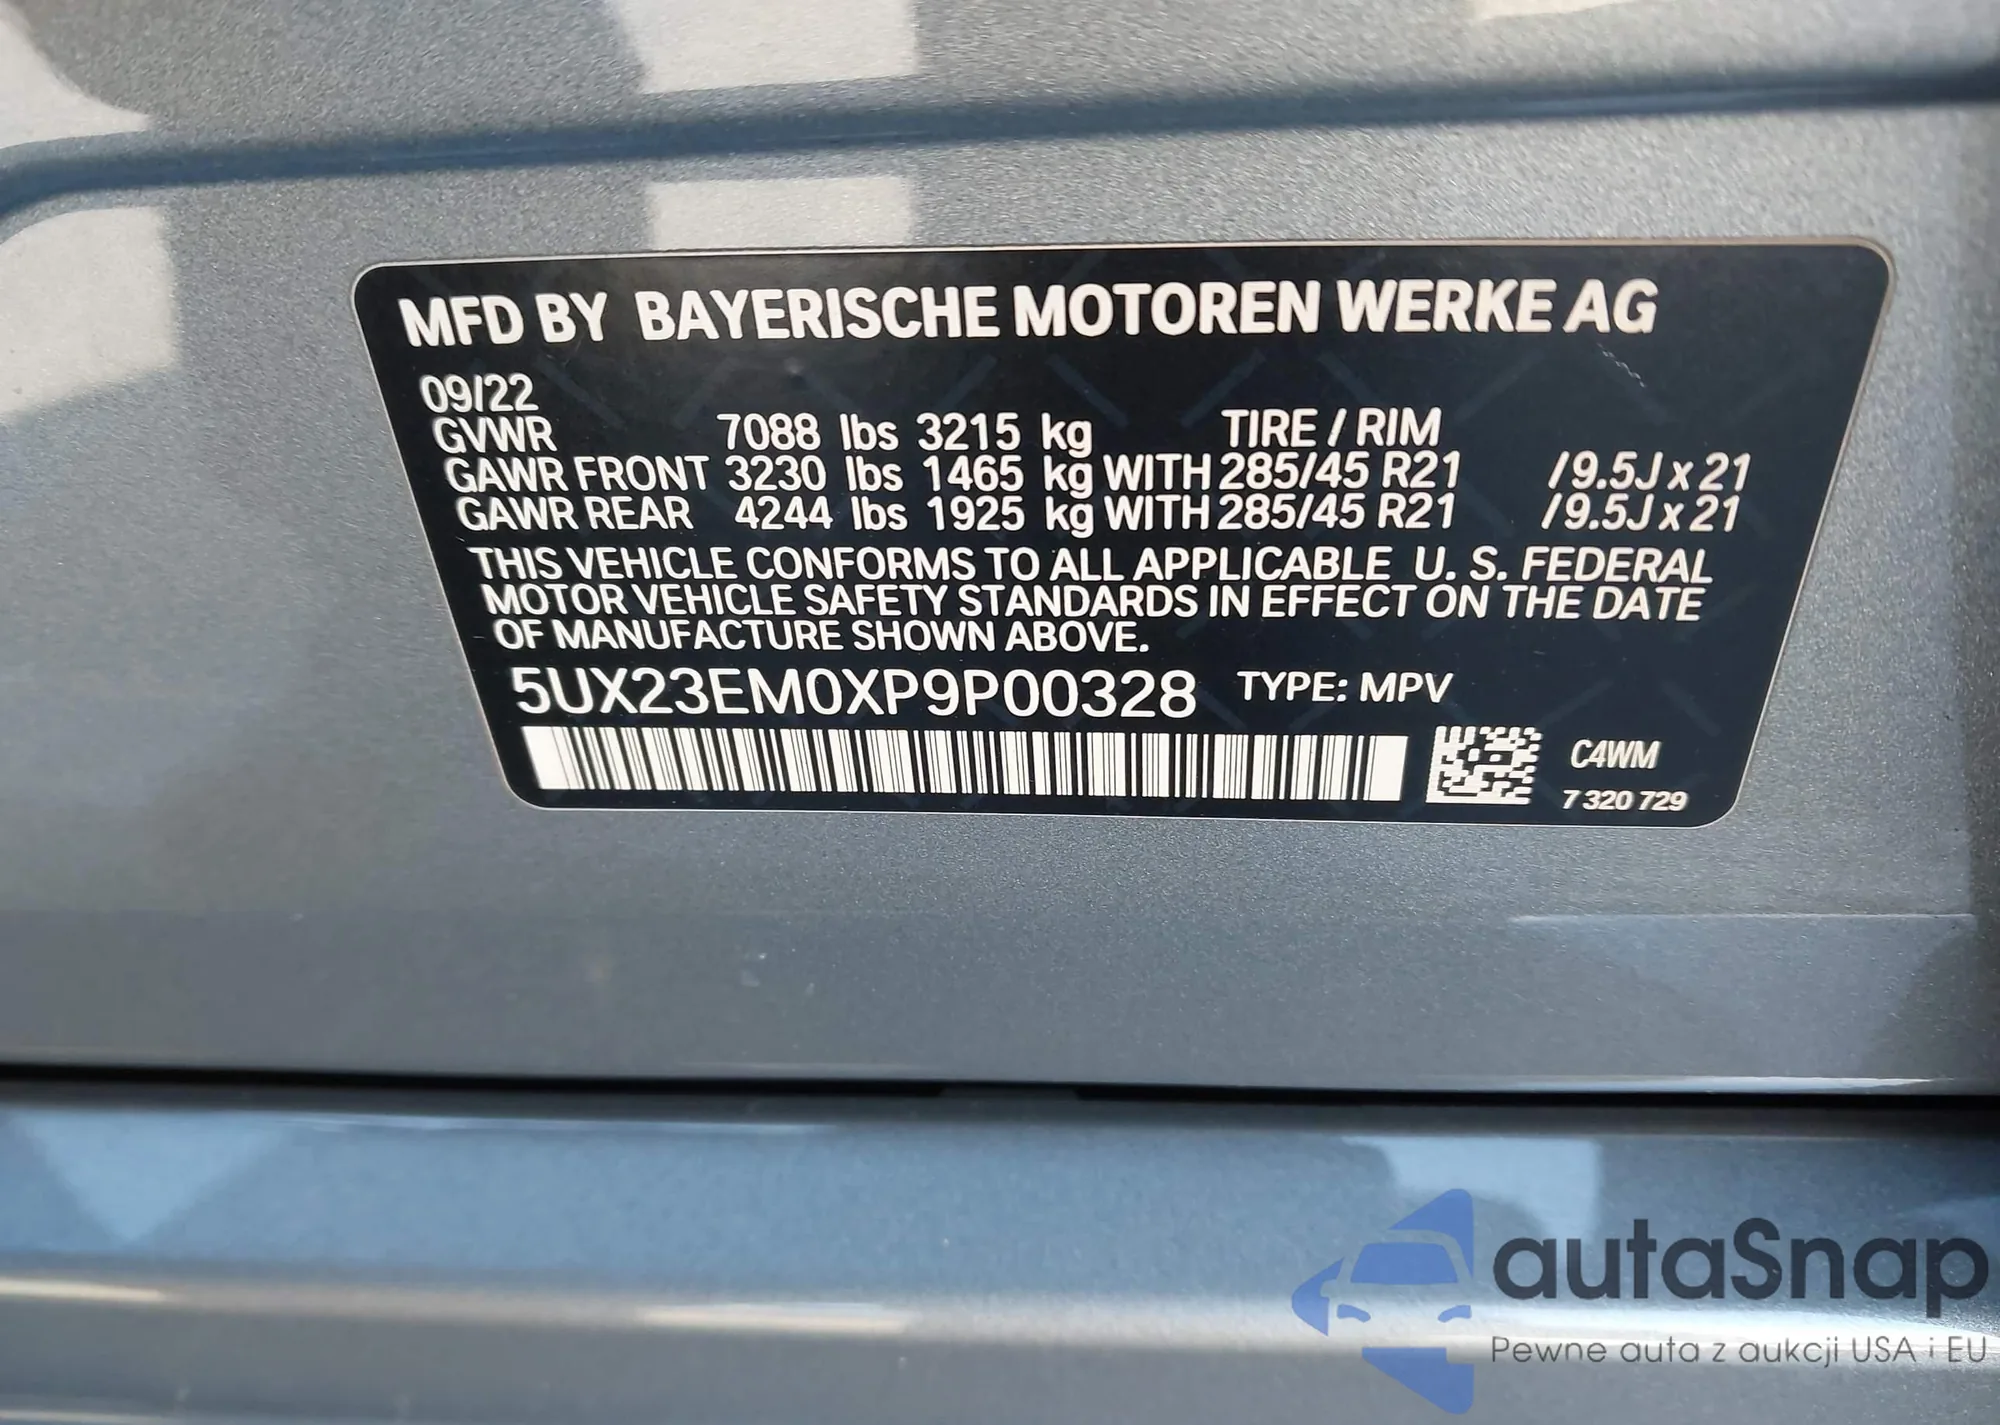 MFD BY BAYERISCHE MOTOREN WERKE AG
09/22
GVWR 7088 lbs 3215 kg TIRE / RIM
GAWR FRONT 3230 lbs 1465 kg WITH 285/45 R21 /9.5J x 21
GAWR REAR 4244 lbs 1925 kg WITH 285/45 R21 /9.5J x 21
THIS VEHICLE CONFORMS TO ALL APPLICABLE U. S. FEDERAL
MOTOR VEHICLE SAFETY STANDARDS IN EFFECT ON THE DATE
OF MANUFACTURE SHOWN ABOVE.
5UX23EM0XP9P00328 TYPE: MPV
C4WM
7 320 729
autaSnap
Pewne auta z aukcji USA i EU